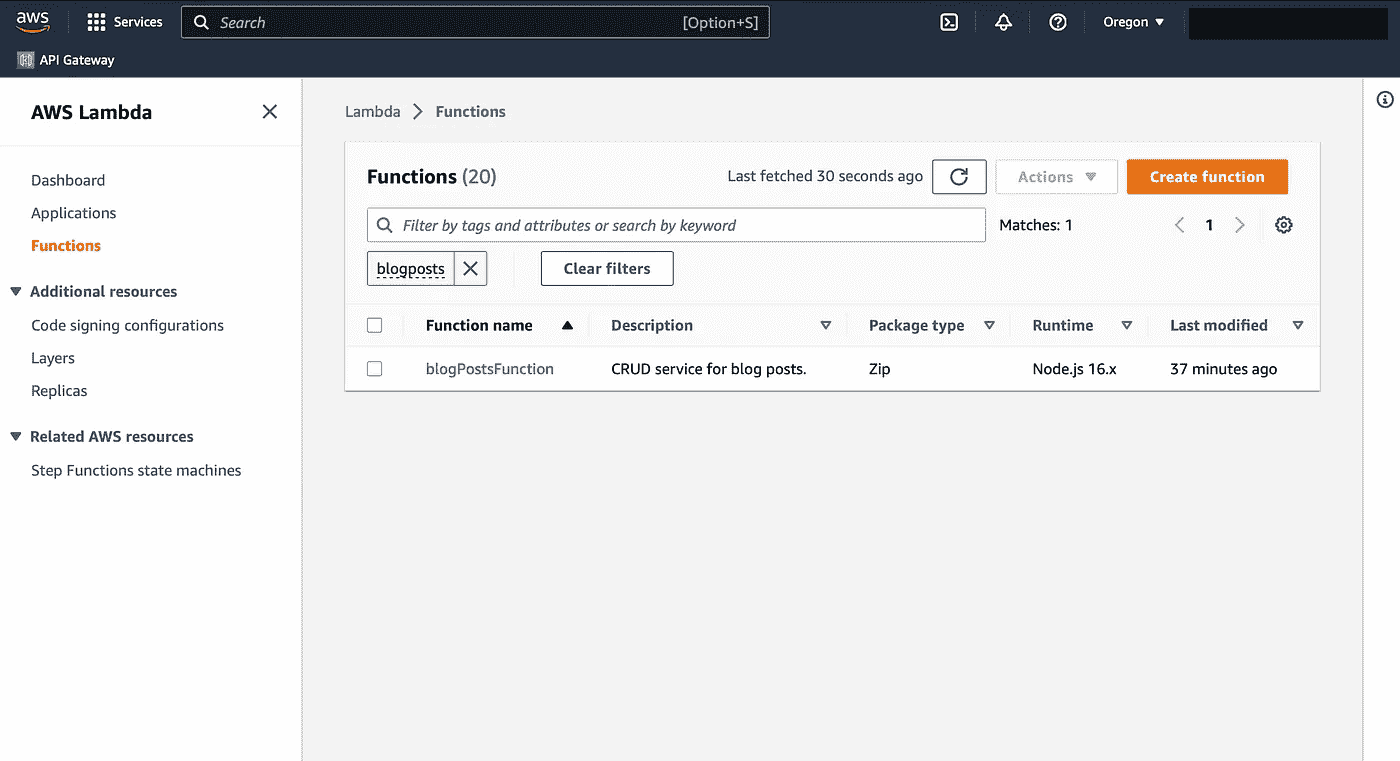 aws
Services
Search
[Option+S]
Oregon
API Gateway
AWS Lambda
Dashboard
Applications
Functions
Additional resources
Code signing configurations
Layers
Replicas
Related AWS resources
Step Functions state machines
Lambda > Functions
Functions (20)
Last fetched 30 seconds ago
Actions
Create function
Filter by tags and attributes or search by keyword
Matches: 1
1
blogposts
Clear filters
Function name Description Package type Runtime Last modified
blogPostsFunction CRUD service for blog posts. Zip Node.js 16.x 37 minutes ago